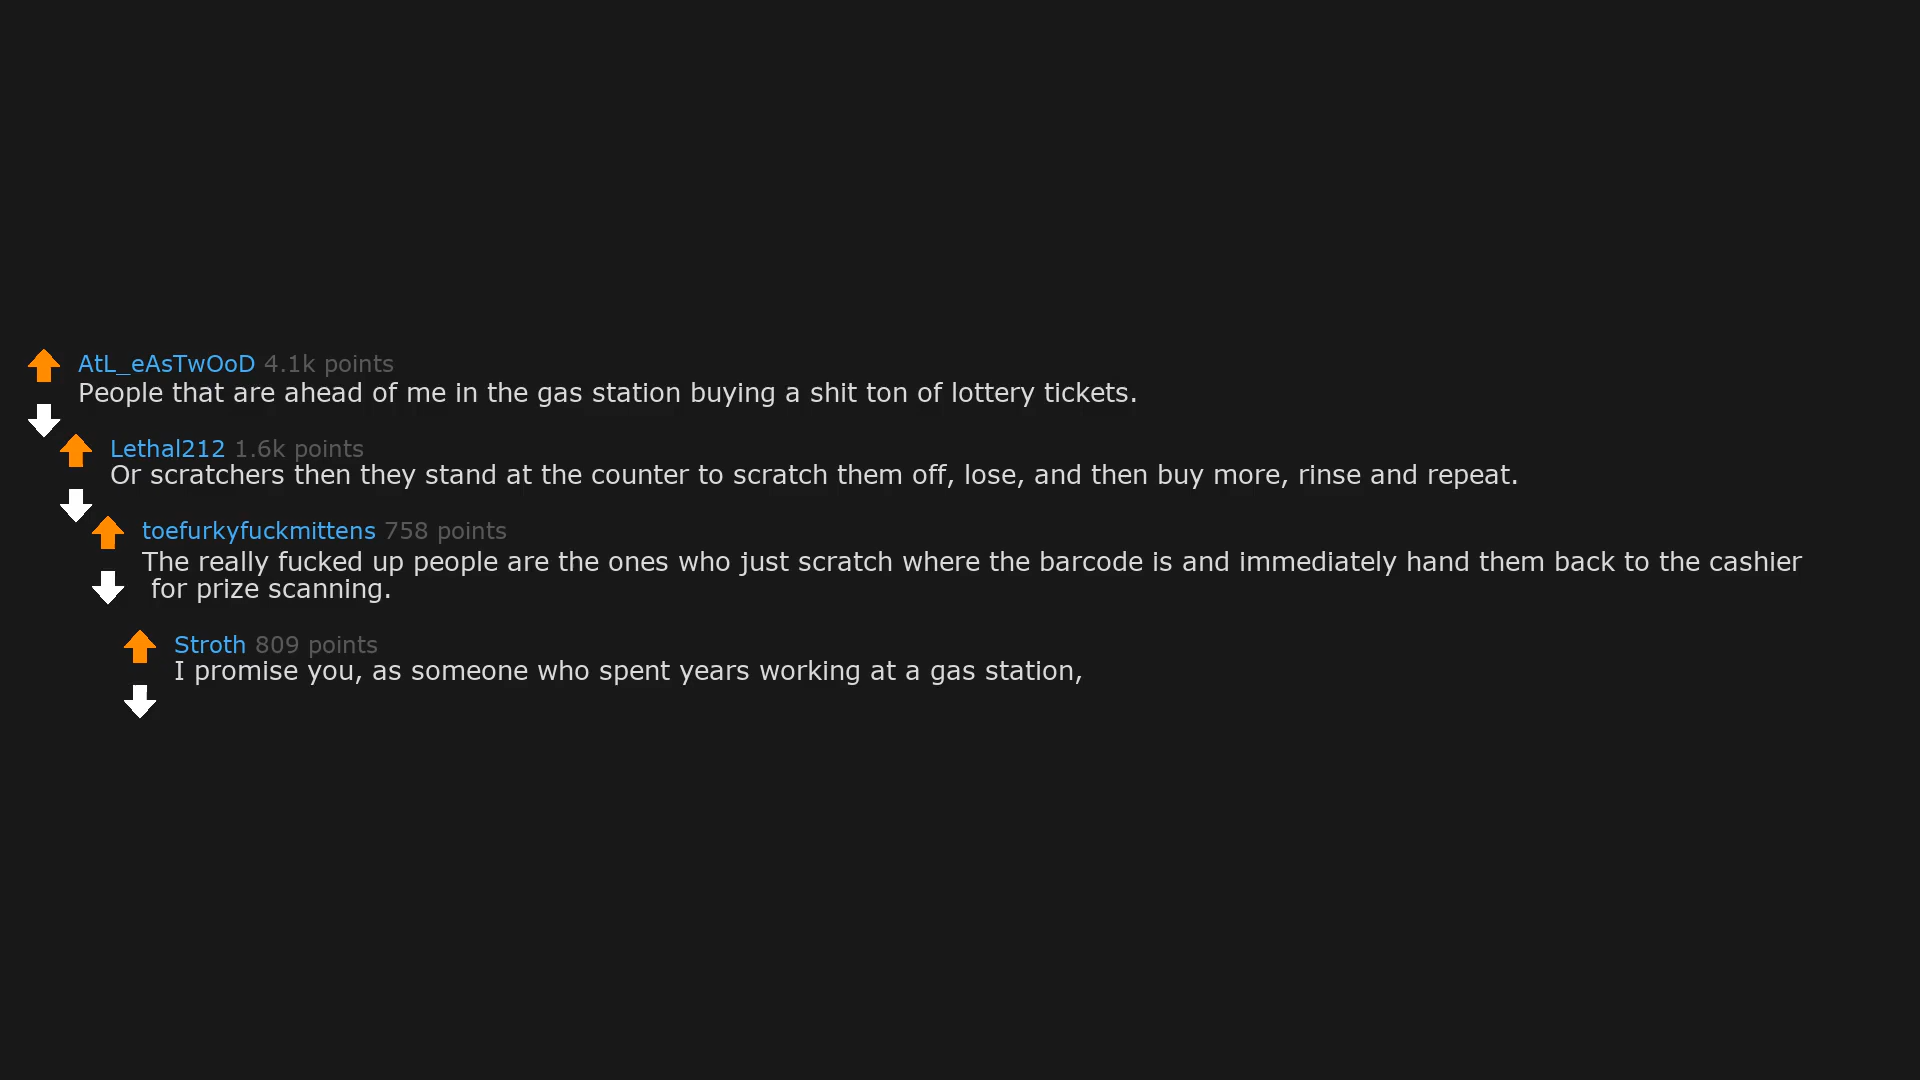 AtL_eAsTwOoD 4.1k points
People that are ahead of me in the gas station buying a shit ton of lottery tickets.
Lethal212 1.6k points
Or scratchers then they stand at the counter to scratch them off, lose, and then buy more, rinse and repeat.
toefurkyfuckmittens 758 points
The really fucked up people are the ones who just scratch where the barcode is and immediately hand them back to the cashier
for prize scanning.
Stroth 809 points
I promise you, as someone who spent years working at a gas station,